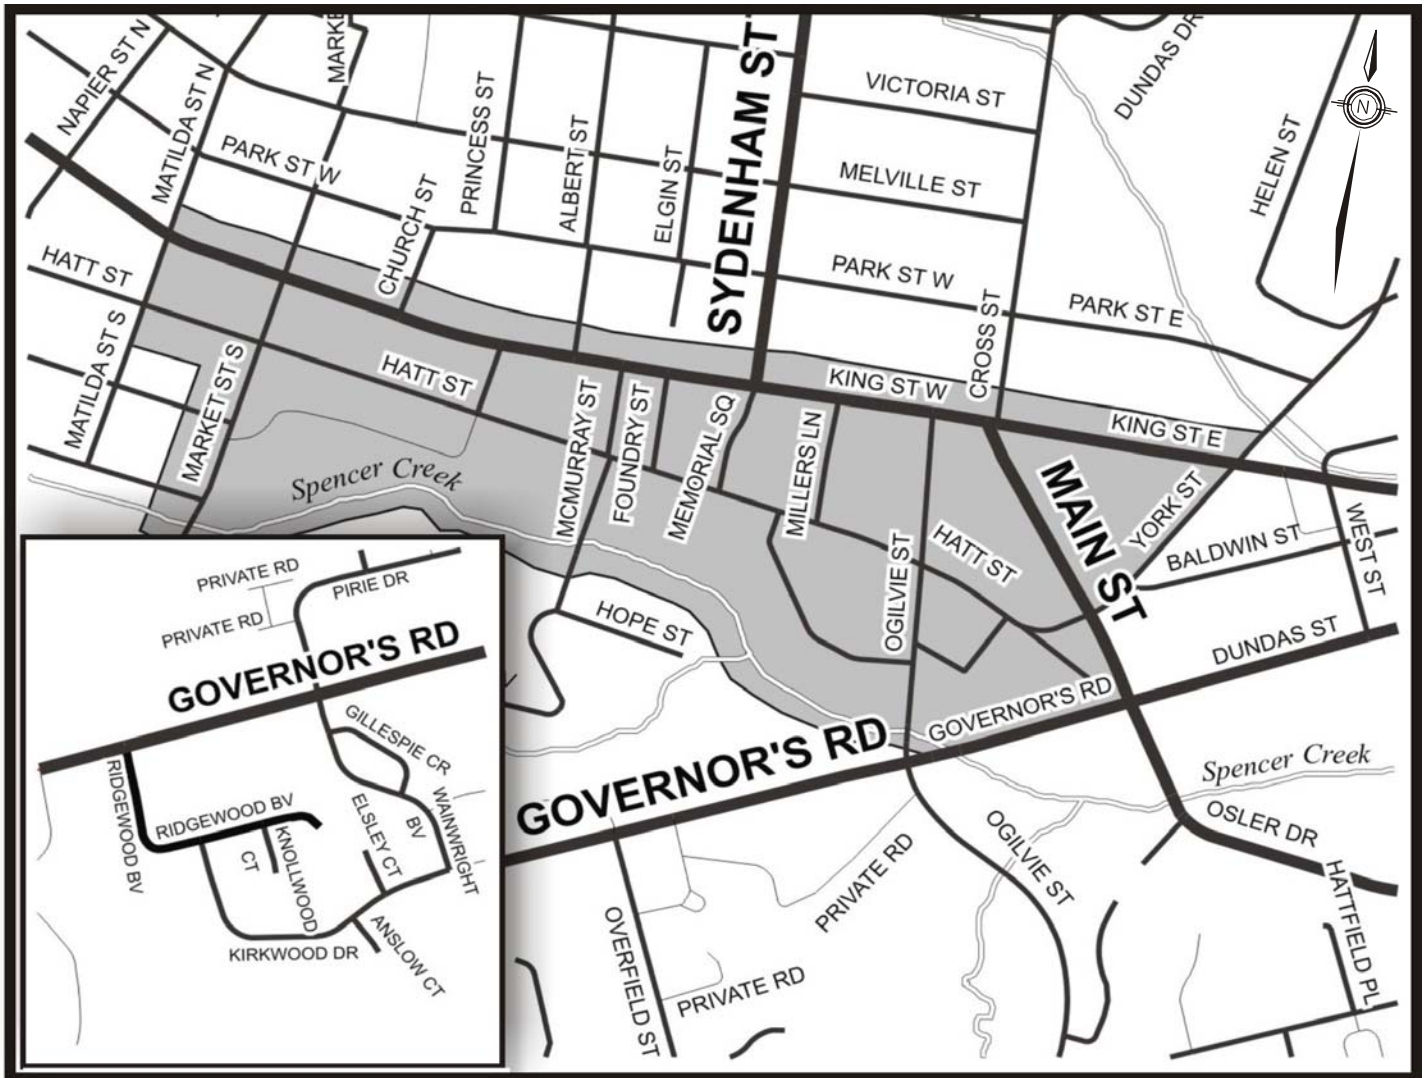 NAPIER ST N
MATILDA ST N
MARKE
PRINCESS ST
ALBERT ST
ELGIN ST
SYDENHAM ST
VICTORIA ST
DUNDAS DR
HELEN ST
N
PARK ST W
CHURCH ST
MELVILLE ST
HATT ST
PARK ST W
CROSS ST
PARK ST E
MATILDA ST S
MARKET ST S
HATT ST
KING ST W
KING ST E
Spencer Creek
MCMURRAY ST
FOUNDRY ST
MEMORIAL SQ
MILLERS LN
OGILVIE ST
HATT ST
MAIN ST
YORK ST
BALDWIN ST
WEST ST
HOPE ST
DUNDAS ST
GOVERNOR'S RD
GOVERNOR'S RD
Spencer Creek
OSLER DR
OGILVIE ST
PRIVATE RD
HATTFIELD PL
OVERFIELD ST
PRIVATE RD
PRIVATE RD
PIRIE DR
PRIVATE RD
GOVERNOR'S RD
GILLESPIE CR
RIDGEWOOD BV
RIDGEWOOD BV
ELSLEY CT
WAINWRIGHT
BV
KNOLLWOOD
CT
KIRKWOOD DR
ANSLOW CT